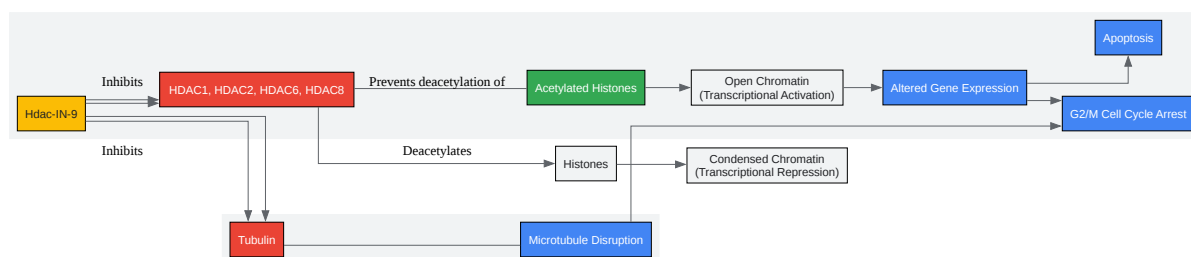 Apoptosis
Inhibits
HDAC1, HDAC2, HDAC6, HDAC8
Prevents deacetylation of
Acetylated Histones
Open Chromatin
(Transcriptional Activation)
Altered Gene Expression
Hdac-IN-9
G2/M Cell Cycle Arrest
Inhibits
Deacetylates
Histones
Condensed Chromatin
(Transcriptional Repression)
Tubulin
Microtubule Disruption